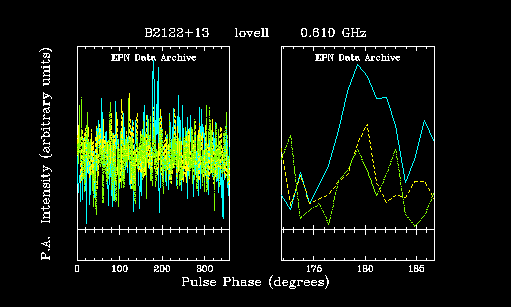 B2122+13 lovell 0.610 GHz
EPN Data Archive EPN Data Archive
P.A. Intensity (arbitrary units)
0 100 200 300 175 180 185
Pulse Phase (degrees)